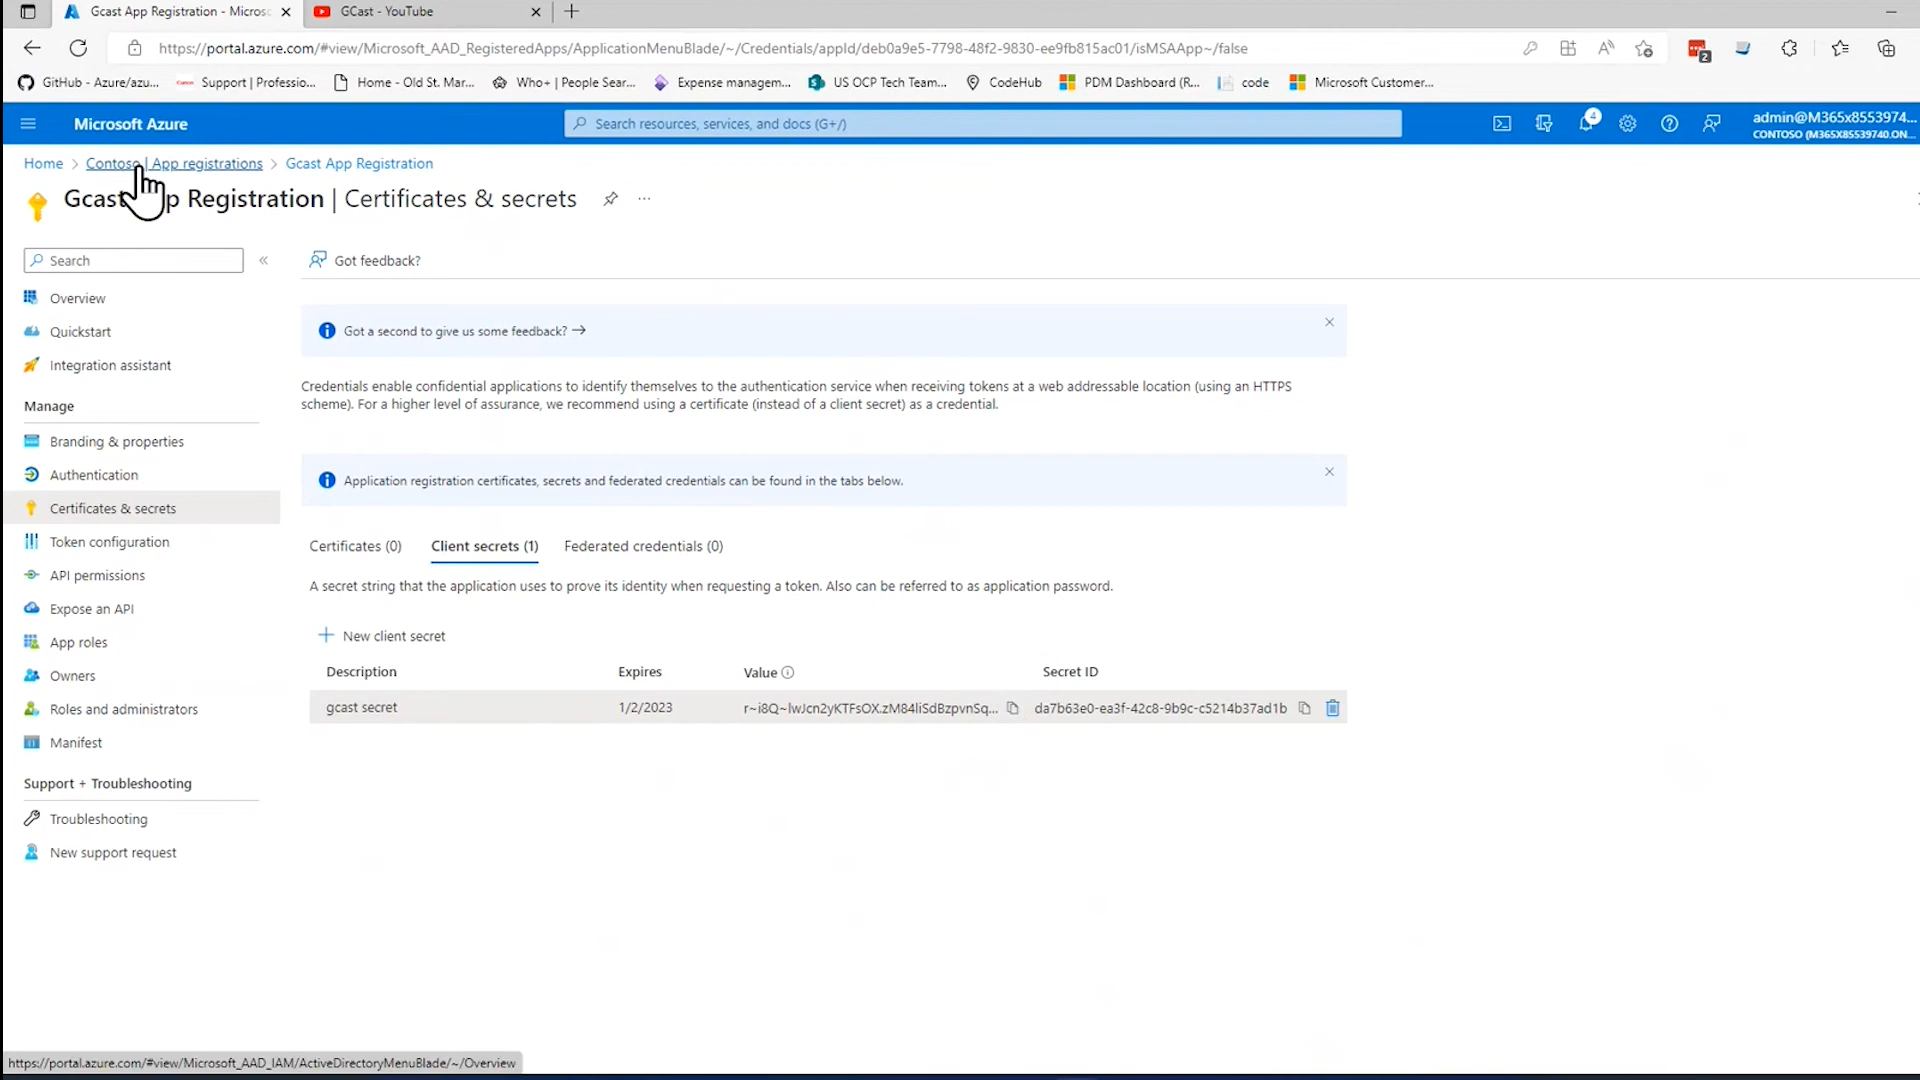 Gcast App Registration - Micros
GCast - YouTube
https://portal.azure.com/#view/Microsoft_AAD_RegisteredApps/ApplicationMenuBlade/~/Credentials/appId/deb0a9e5-7798-48f2-9830-ee9fb815ac01/isMSAApp~/false
2
GitHub - Azure/azu...
Support | Professio...
Home - Old St. Mar...
Who+ | People Sear...
Expense managem...
US OCP Tech Team...
CodeHub
PDM Dashboard (R...
code
Microsoft Customer...
Microsoft Azure
Search resources, services, and docs (G+/)
4
admin@M365x8553974...
CONTOSO (M365X8553940.ON...
Home > Contoso | App registrations > Gcast App Registration
Gcast App Registration | Certificates & secrets
Search
Got feedback?
Overview
Quickstart
Integration assistant
Manage
Branding & properties
Authentication
Certificates & secrets
Token configuration
API permissions
Expose an API
App roles
Owners
Roles and administrators
Manifest
Support + Troubleshooting
Troubleshooting
New support request
Got a second to give us some feedback?
Credentials enable confidential applications to identify themselves to the authentication service when receiving tokens at a web addressable location (using an HTTPS
scheme). For a higher level of assurance, we recommend using a certificate (instead of a client secret) as a credential.
Application registration certificates, secrets and federated credentials can be found in the tabs below.
Certificates (0)
Client secrets (1)
Federated credentials (0)
A secret string that the application uses to prove its identity when requesting a token. Also can be referred to as application password.
New client secret
Description Expires Value Secret ID
gcast secret 1/2/2023 r~i8Q~lwJcn2yKTFsOX.zM84liSdBzpvnSq... da7b63e0-ea3f-42c8-9b9c-c5214b37ad1b
https://portal.azure.com/#view/Microsoft_AAD_IAM/ActiveDirectoryMenuBlade/~/Overview